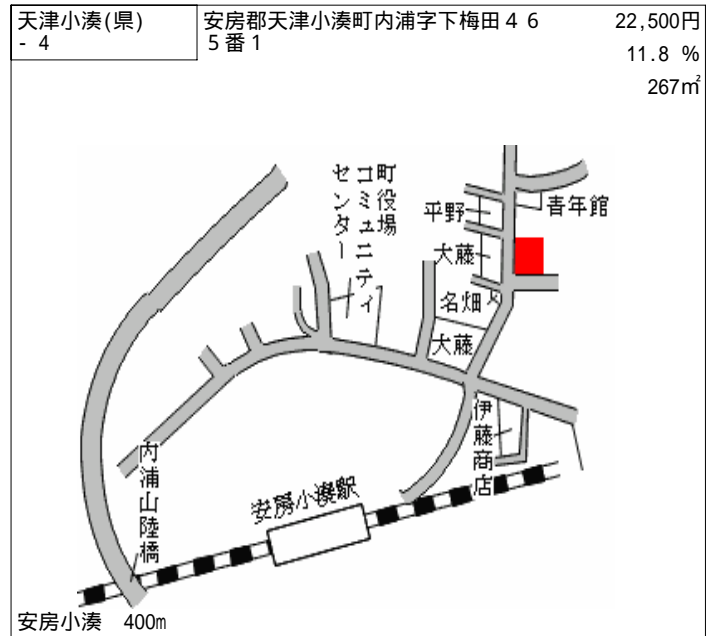 天津小湊(県)
- 4
安房郡天津小湊町内浦字下梅田４６
５番１
22,500円
11.8 %
267㎡
町役場
コミュニティ
センター
青年館
平野
大藤
名畑
大藤
伊藤商店
内浦山陸橋
安房小湊駅
安房小湊　400m